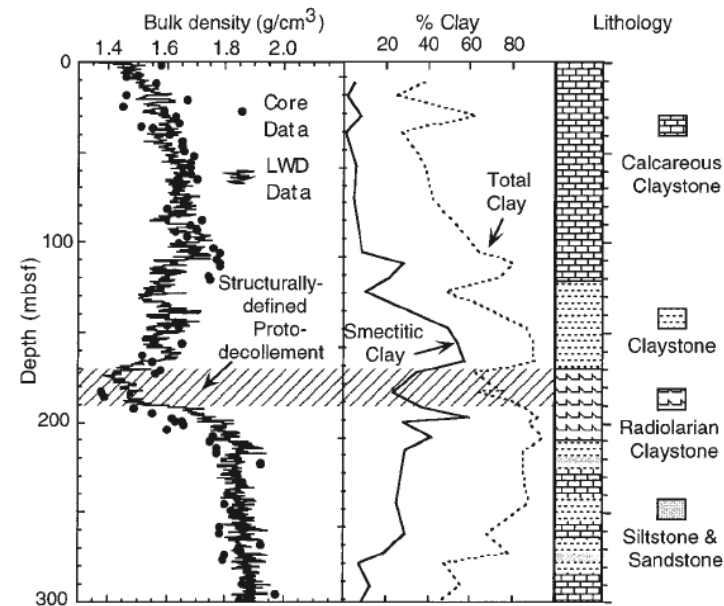 Bulk density (g/cm³)
% Clay
Lithology
1.4 1.6 1.8 2.0
20 40 60 80
0
100
200
300
Depth (mbsf)
Core
Data
LWD
Data
Structurally-
defined
Proto-
decollement
Total
Clay
Smectitic
Clay
Calcareous
Claystone
Claystone
Radiolarian
Claystone
Siltstone &
Sandstone